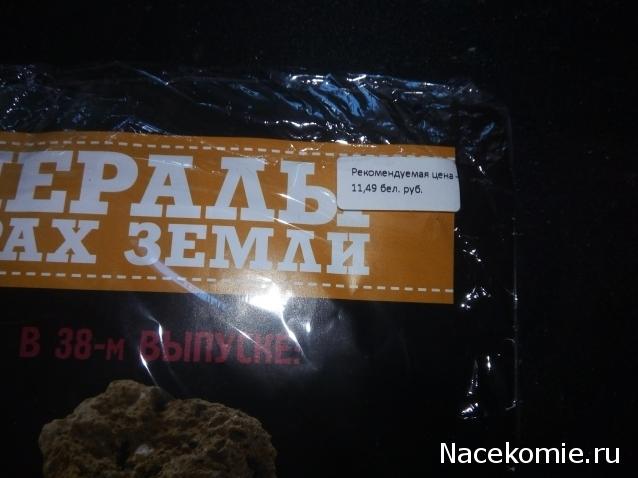 ЕРАЛЫ
РАХ ЗЕМЛИ
Рекомендуемая цена -
11,49 бел. руб.
В 38-м ВЫПУСКЕ:
Nacekomie.ru